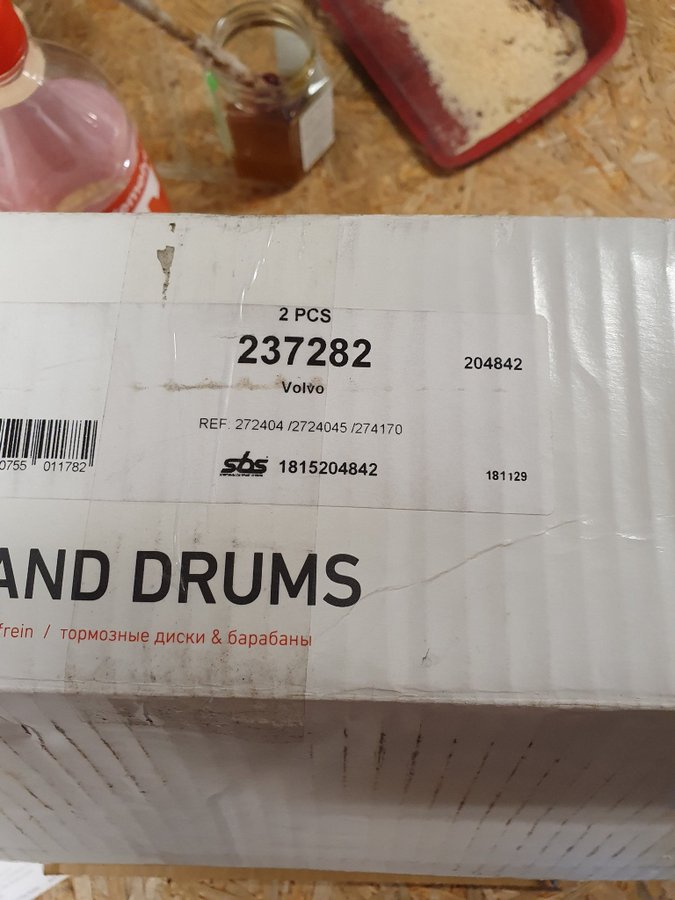 2 PCS
237282
204842
Volvo
REF. 272404 /2724045 /274170
0755 011782
sbs 1815204842
181129
AND DRUMS
frein / тормозные диски & барабаны